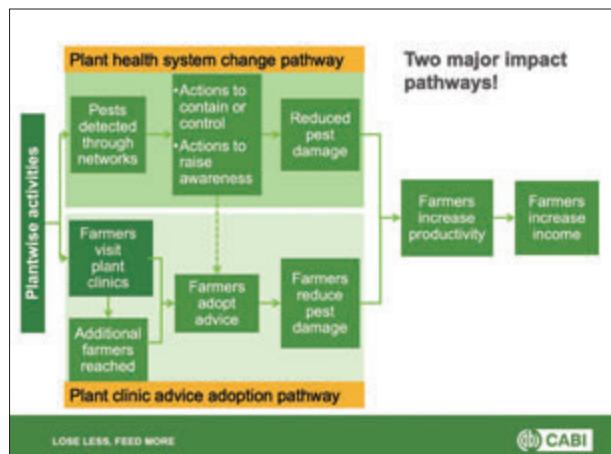 Plant health system change pathway
Two major impact
pathways!
Plantwise activities
Pests
detected
through
networks
•Actions to
contain or
control
•Actions to
raise
awareness
Reduced
pest
damage
Farmers
increase
productivity
Farmers
increase
income
Farmers
visit
plant
clinics
Additional
farmers
reached
Farmers
adopt
advice
Farmers
reduce
pest
damage
Plant clinic advice adoption pathway
LOSE LESS, FEED MORE
CABI